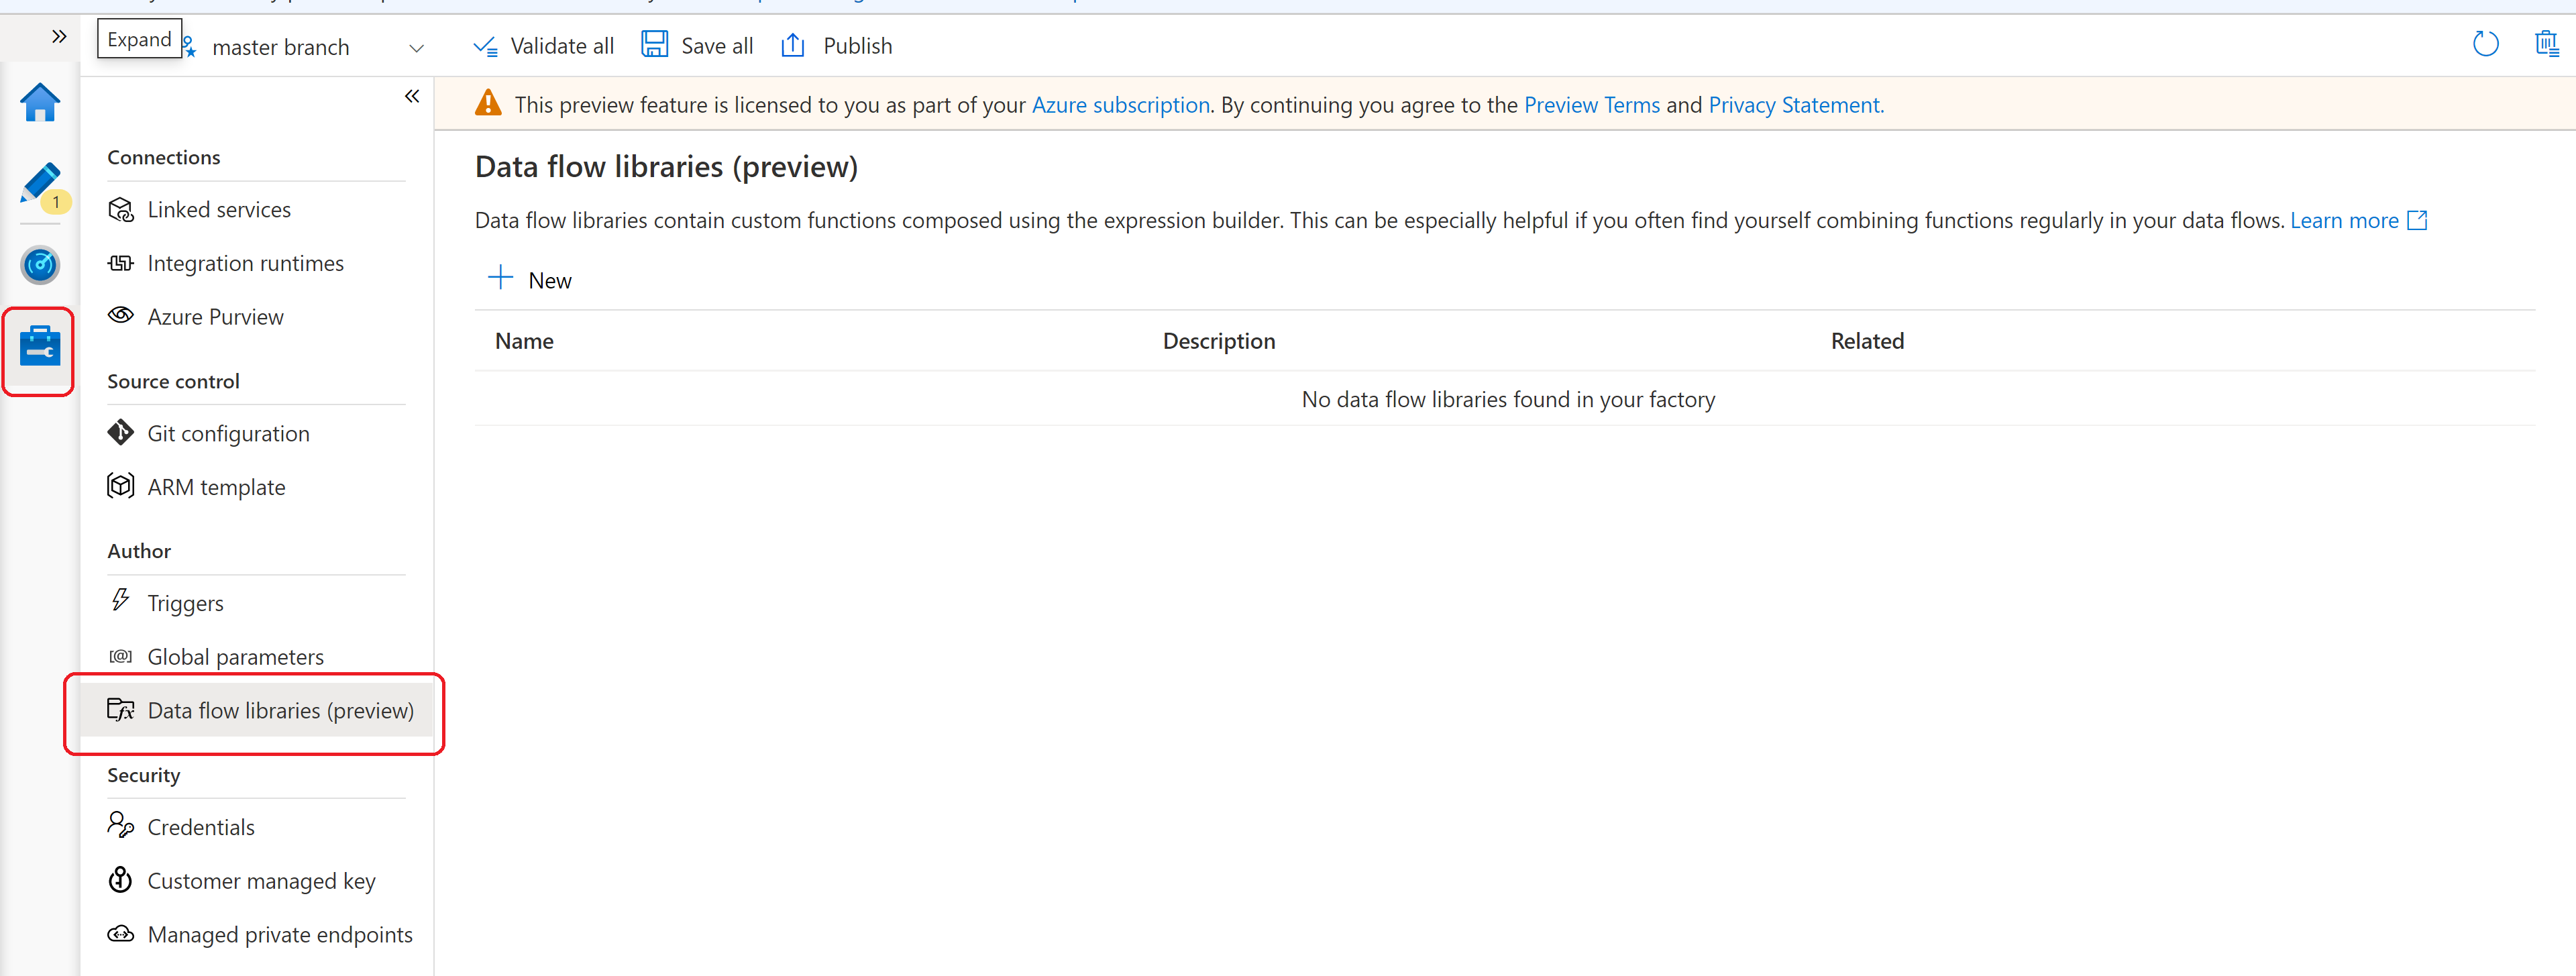 Expand
master branch
Validate all
Save all
Publish
1
This preview feature is licensed to you as part of your Azure subscription. By continuing you agree to the Preview Terms and Privacy Statement.
Connections
Linked services
Integration runtimes
Azure Purview
Source control
Git configuration
ARM template
Author
Triggers
[@] Global parameters
fx Data flow libraries (preview)
Security
Credentials
Customer managed key
Managed private endpoints
Data flow libraries (preview)
Data flow libraries contain custom functions composed using the expression builder. This can be especially helpful if you often find yourself combining functions regularly in your data flows. Learn more
New
Name Description Related
No data flow libraries found in your factory